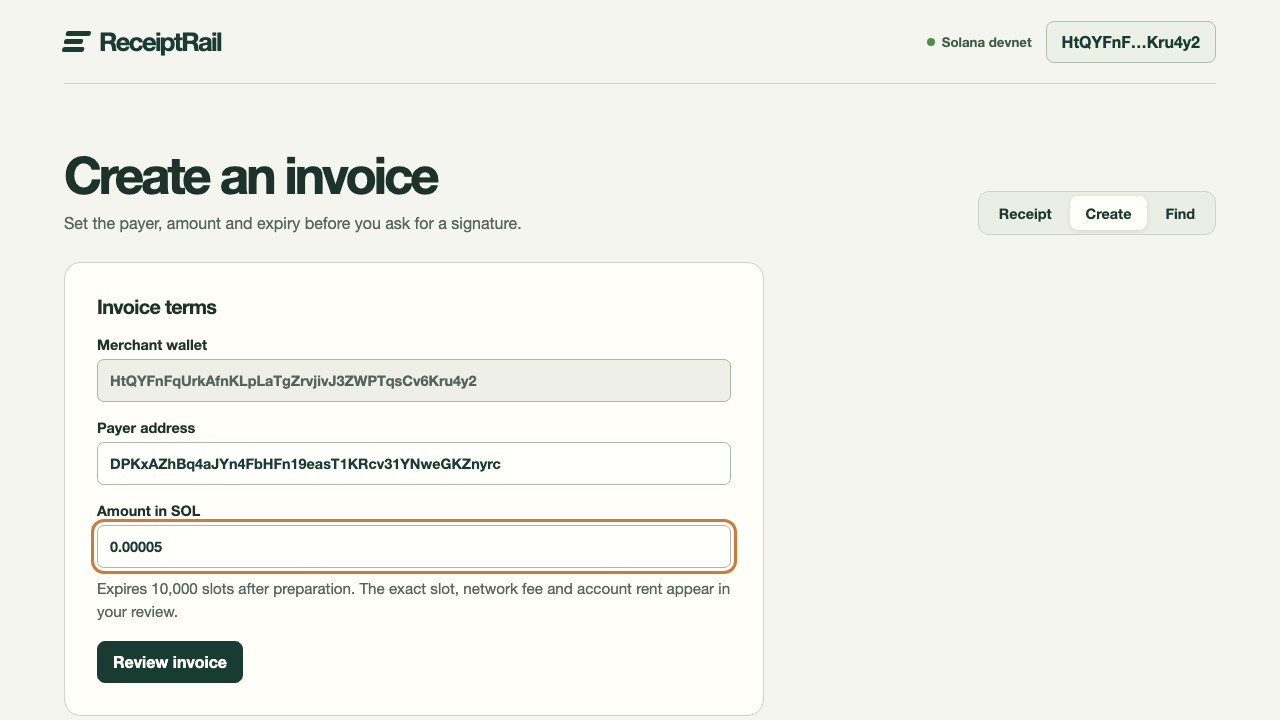 ReceiptRail
Solana devnet
HtQYFnF...Kru4y2
Create an invoice
Set the payer, amount and expiry before you ask for a signature.
Receipt
Create
Find
Invoice terms
Merchant wallet
HtQYFnFqUrkAfnKLpLaTgZrvjivJ3ZWPTqsCv6Kru4y2
Payer address
DPKxAZhBq4aJYn4FbHFn19easT1KRcv31YNweGKZnyrc
Amount in SOL
0.00005
Expires 10,000 slots after preparation. The exact slot, network fee and account rent appear in
your review.
Review invoice